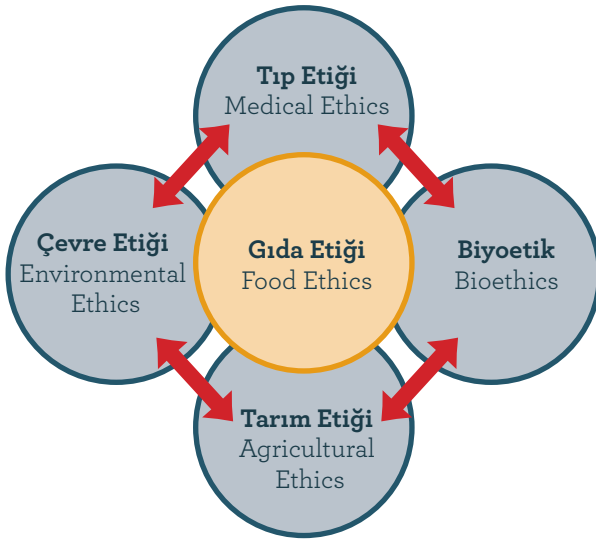 Tıp Etiği
Medical Ethics
Çevre Etiği
Environmental
Ethics
Gıda Etiği
Food Ethics
Biyoetik
Bioethics
Tarım Etiği
Agricultural
Ethics